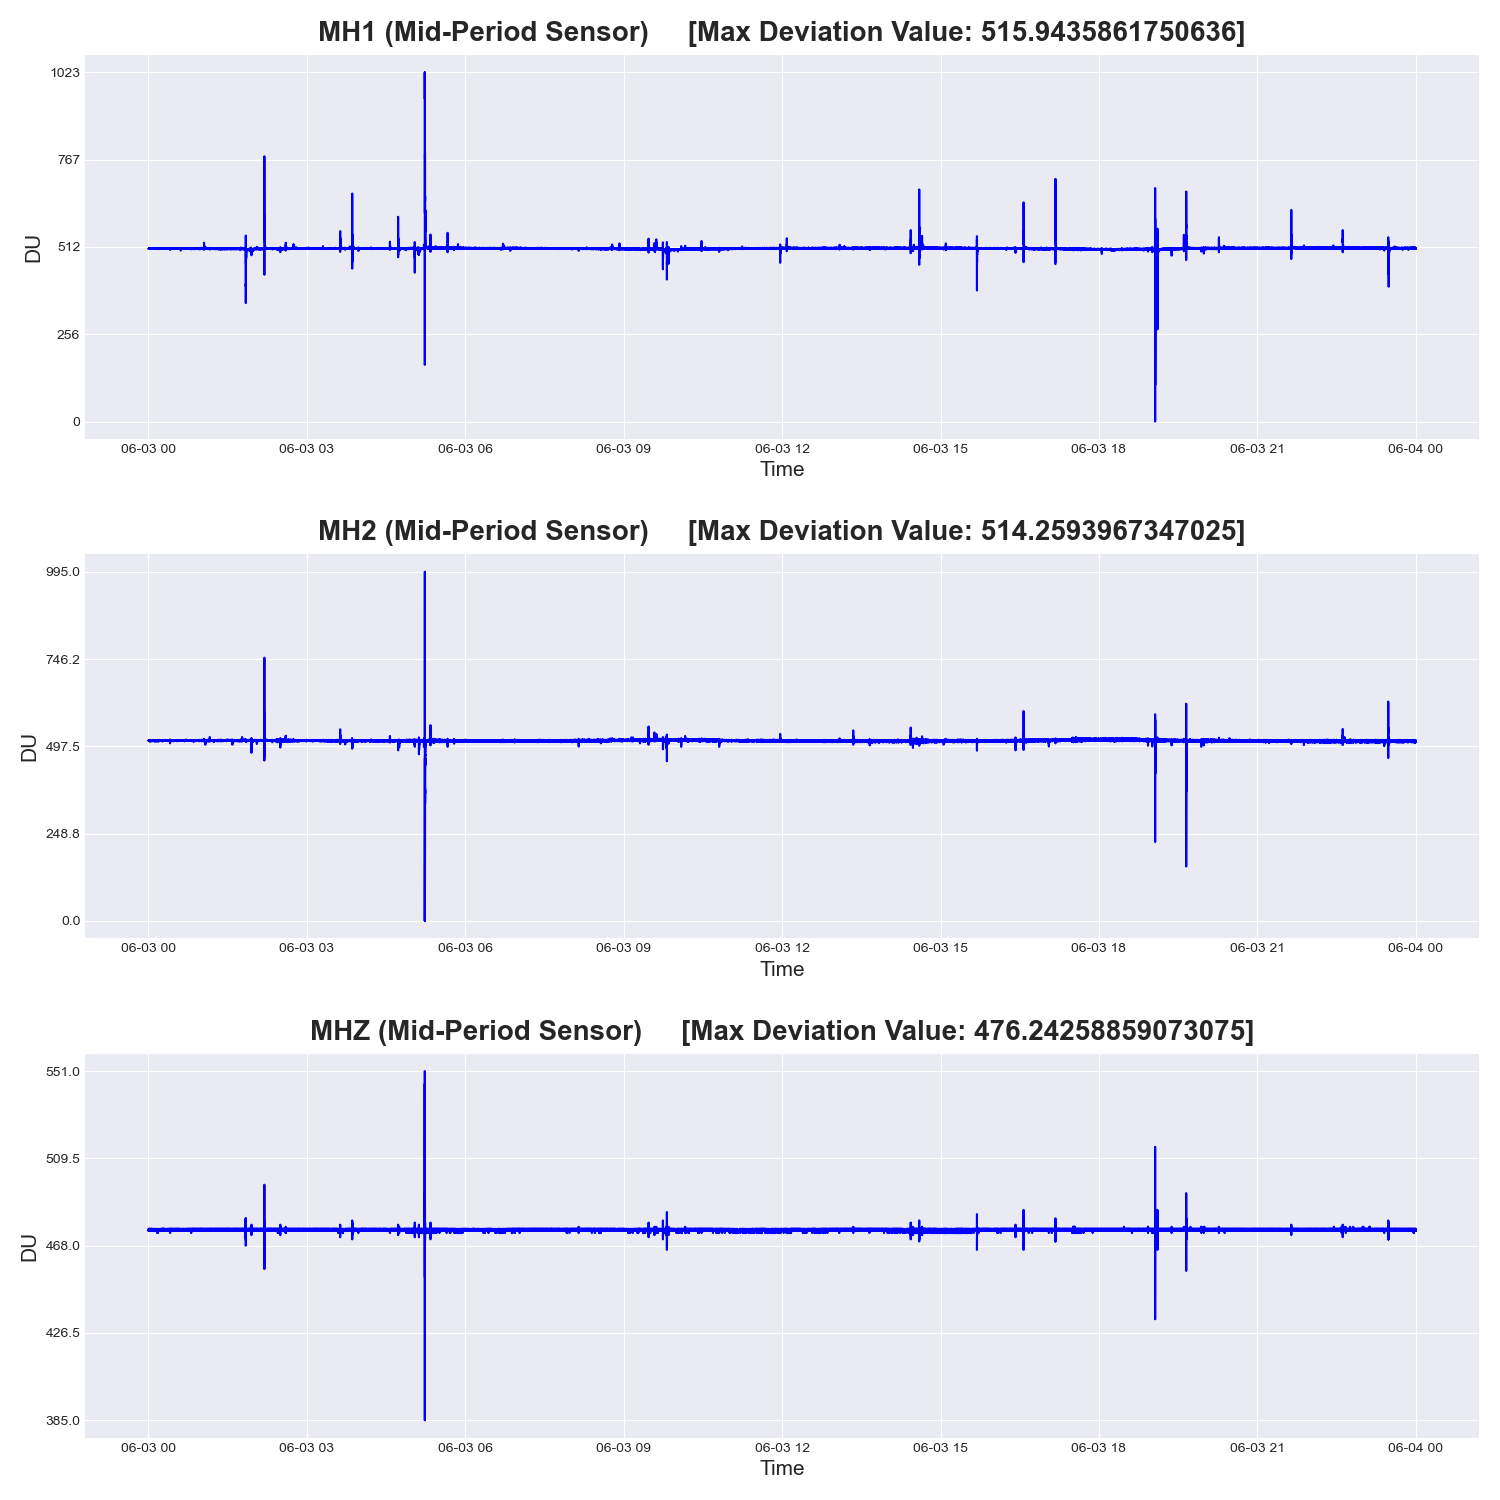 MH1 (Mid-Period Sensor) [Max Deviation Value: 515.9435861750636]
1023
767
512
256
0
DU
06-03 00 06-03 03 06-03 06 06-03 09 06-03 12 06-03 15 06-03 18 06-03 21 06-04 00
Time
MH2 (Mid-Period Sensor) [Max Deviation Value: 514.2593967347025]
995.0
746.2
497.5
248.8
0.0
DU
06-03 00 06-03 03 06-03 06 06-03 09 06-03 12 06-03 15 06-03 18 06-03 21 06-04 00
Time
MHZ (Mid-Period Sensor) [Max Deviation Value: 476.24258859073075]
551.0
509.5
468.0
426.5
385.0
DU
06-03 00 06-03 03 06-03 06 06-03 09 06-03 12 06-03 15 06-03 18 06-03 21 06-04 00
Time